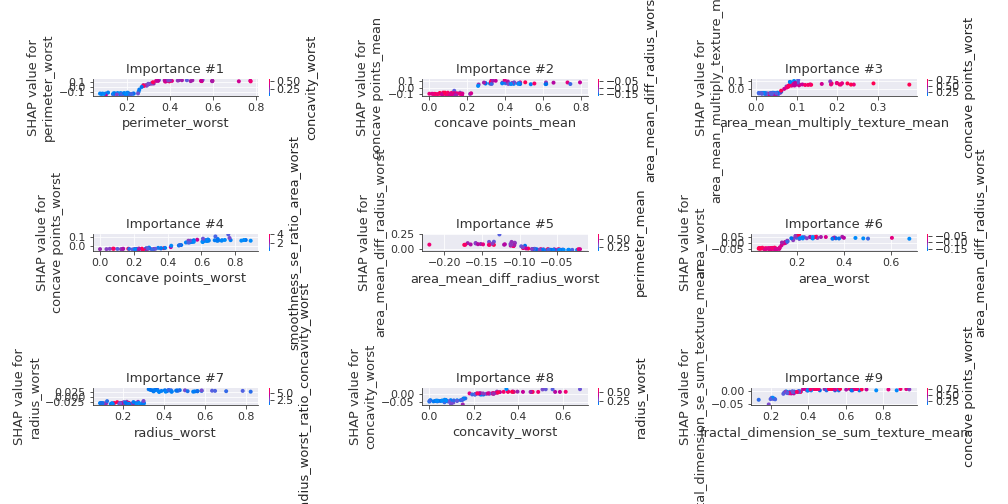 Importance #1
SHAP value for
perimeter_worst
0.1
0.0
−0.1
0.2
0.4
0.6
0.8
perimeter_worst
0.50
0.25
concavity_worst
Importance #2
SHAP value for
concave points_mean
0.1
0.0
−0.1
0.0
0.2
0.4
0.6
0.8
concave points_mean
−0.05
−0.10
−0.15
area_mean_diff_radius_worst
Importance #3
SHAP value for
area_mean_multiply_texture_mean
0.1
0.0
0.0
0.1
0.2
0.3
area_mean_multiply_texture_mean
0.75
0.50
0.25
concave points_worst
Importance #4
SHAP value for
concave points_worst
0.1
0.0
0.0
0.2
0.4
0.6
0.8
concave points_worst
4
2
smoothness_se_ratio_area_worst
Importance #5
SHAP value for
area_mean_diff_radius_worst
0.25
0.00
−0.20
−0.15
−0.10
−0.05
area_mean_diff_radius_worst
0.50
0.25
perimeter_mean
Importance #6
SHAP value for
area_worst
0.05
0.00
−0.05
0.2
0.4
0.6
area_worst
−0.05
−0.10
−0.15
area_mean_diff_radius_worst
Importance #7
SHAP value for
radius_worst
0.025
0.000
−0.025
0.2
0.4
0.6
0.8
radius_worst
5.0
2.5
radius_worst_ratio_concavity_worst
Importance #8
SHAP value for
concavity_worst
0.00
−0.05
0.0
0.2
0.4
0.6
concavity_worst
0.50
0.25
radius_worst
Importance #9
SHAP value for
fractal_dimension_se_sum_texture_mean
0.00
−0.05
0.2
0.4
0.6
0.8
fractal_dimension_se_sum_texture_mean
0.75
0.50
0.25
concave points_worst